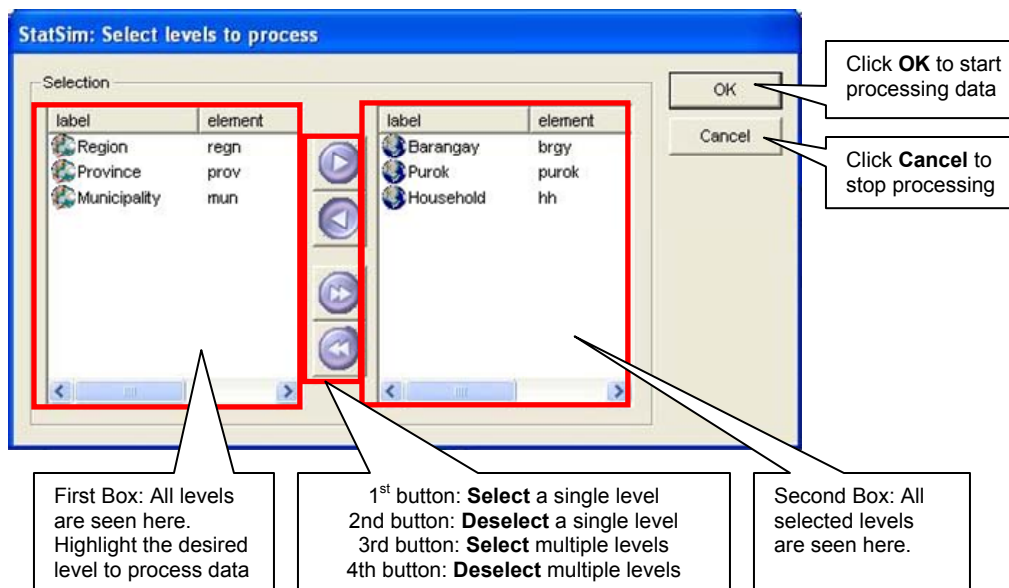 StatSim: Select levels to process
Selection
label element
Region regn
Province prov
Municipality mun
label element
Barangay brgy
Purok purok
Household hh
OK
Cancel
Click OK to start
processing data
Click Cancel to
stop processing
First Box: All levels
are seen here.
Highlight the desired
level to process data
1st button: Select a single level
2nd button: Deselect a single level
3rd button: Select multiple levels
4th button: Deselect multiple levels
Second Box: All
selected levels
are seen here.